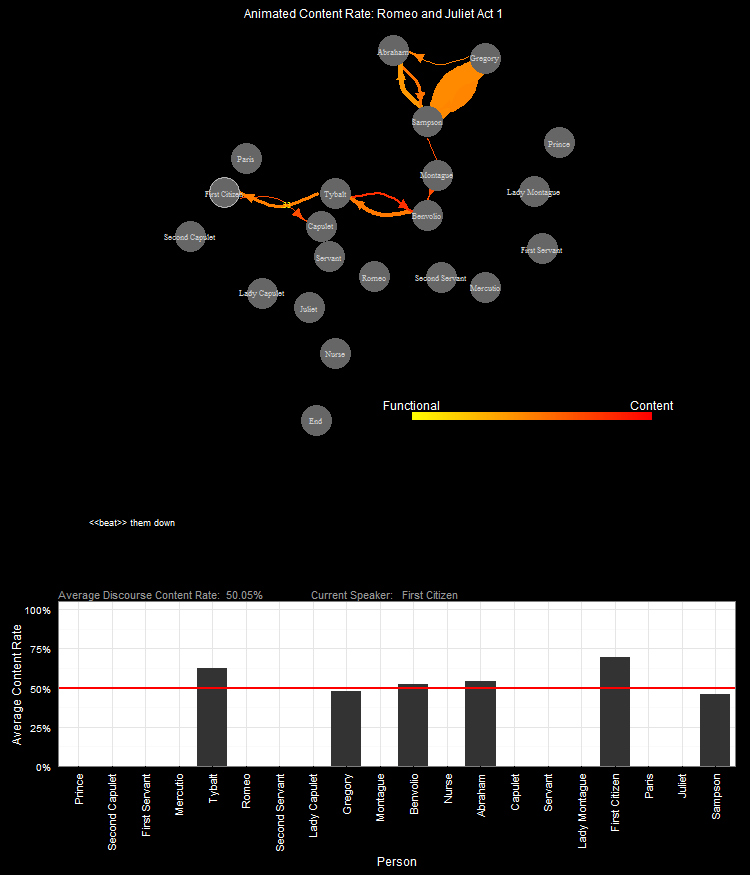 Animated Content Rate: Romeo and Juliet Act 1
Abraham
Gregory
Sampson
Prince
Paris
Montague
First Citizen
Tybalt
Lady Montague
Benvolio
Capulet
Second Capulet
First Servant
Servant
Romeo
Second Servant
Mercutio
Lady Capulet
Juliet
Nurse
Functional
Content
End
<<beat>> them down
Average Discourse Content Rate: 50.05%
Current Speaker: First Citizen
100%
75%
50%
25%
0%
Average Content Rate
Prince
Second Capulet
First Servant
Mercutio
Tybalt
Romeo
Second Servant
Lady Capulet
Gregory
Montague
Benvolio
Nurse
Abraham
Capulet
Servant
Lady Montague
First Citizen
Paris
Juliet
Sampson
Person